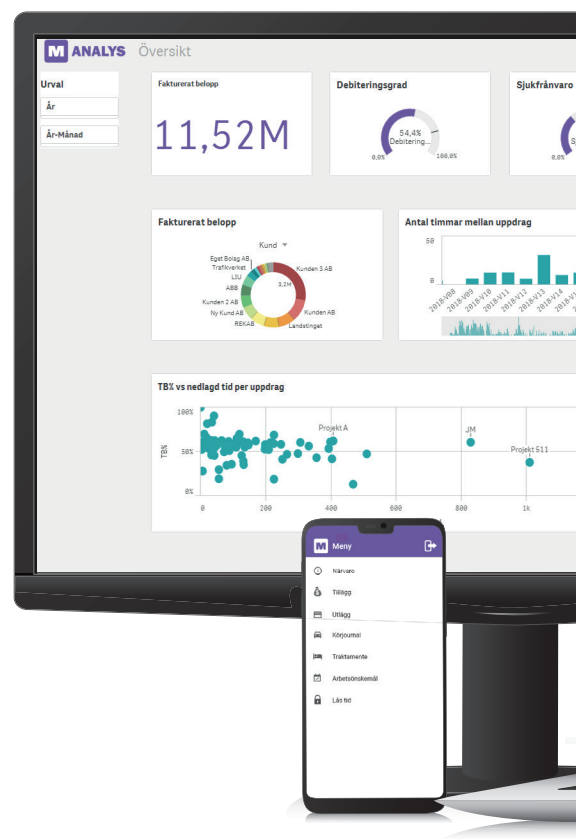 M ANALYS Översikt
Urval
År
År-Månad
Fakturerat belopp
11,52M
Debiteringsgrad
54,4%
Debitering...
0,0%
100,0%
Sjukfrånvaro
0,0%
Fakturerat belopp
Kund
Eget Bolag AB
Trafikverket
LIU
ABB
Kunden 2 AB
Ny Kund AB
REKAB
Landstinget
Kunden AB
Kunden 3 AB
3,2M
Antal timmar mellan uppdrag
50
0
2018-V08
2018-V09
2018-V10
2018-V11
2018-V12
2018-V13
2018-V14
TB% vs nedlagd tid per uppdrag
TB%
100%
50%
0%
Projekt A
JM
Projekt 511
0
200
400
600
800
1k
M Meny
Närvaro
Tillägg
Utlägg
Körjournal
Traktamente
Arbetsönskemål
Lås tid